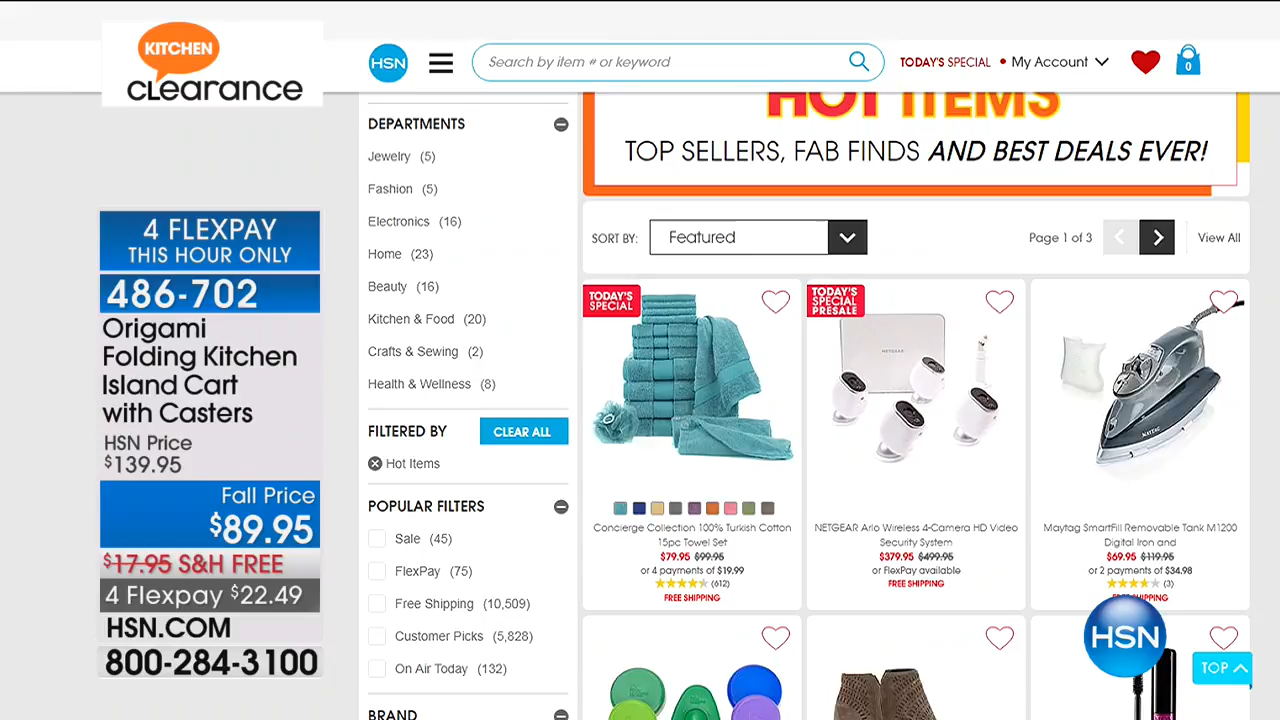 KITCHEN
CLearance
4 FLEXPAY
THIS HOUR ONLY
486-702
Origami
Folding Kitchen
Island Cart
with Casters
HSN Price
$139.95
Fall Price
$89.95
$17.95 S&H FREE
4 Flexpay $22.49
HSN.COM
800-284-3100
HSN
Search by item # or keyword
TODAY'S SPECIAL • My Account
0
DEPARTMENTS
Jewelry (5)
Fashion (5)
Electronics (16)
Home (23)
Beauty (16)
Kitchen & Food (20)
Crafts & Sewing (2)
Health & Wellness (8)
FILTERED BY
CLEAR ALL
Hot Items
POPULAR FILTERS
Sale (45)
FlexPay (75)
Free Shipping (10,509)
Customer Picks (5,828)
On Air Today (132)
BRAND
HOT ITEMS
TOP SELLERS, FAB FINDS AND BEST DEALS EVER!
SORT BY:
Featured
Page 1 of 3
View All
TODAY'S
SPECIAL
Concierge Collection 100% Turkish Cotton
15pc Towel Set
$79.95 $99.95
or 4 payments of $19.99
(612)
FREE SHIPPING
TODAY'S
SPECIAL
PRESALE
NETGEAR
NETGEAR Arlo Wireless 4-Camera HD Video
Security System
$379.95 $499.95
or FlexPay available
FREE SHIPPING
MAYTAG
Maytag SmartFill Removable Tank M1200
Digital Iron and
$69.95 $119.95
or 2 payments of $34.98
(3)
FREE SHIPPING
HSN
TOP